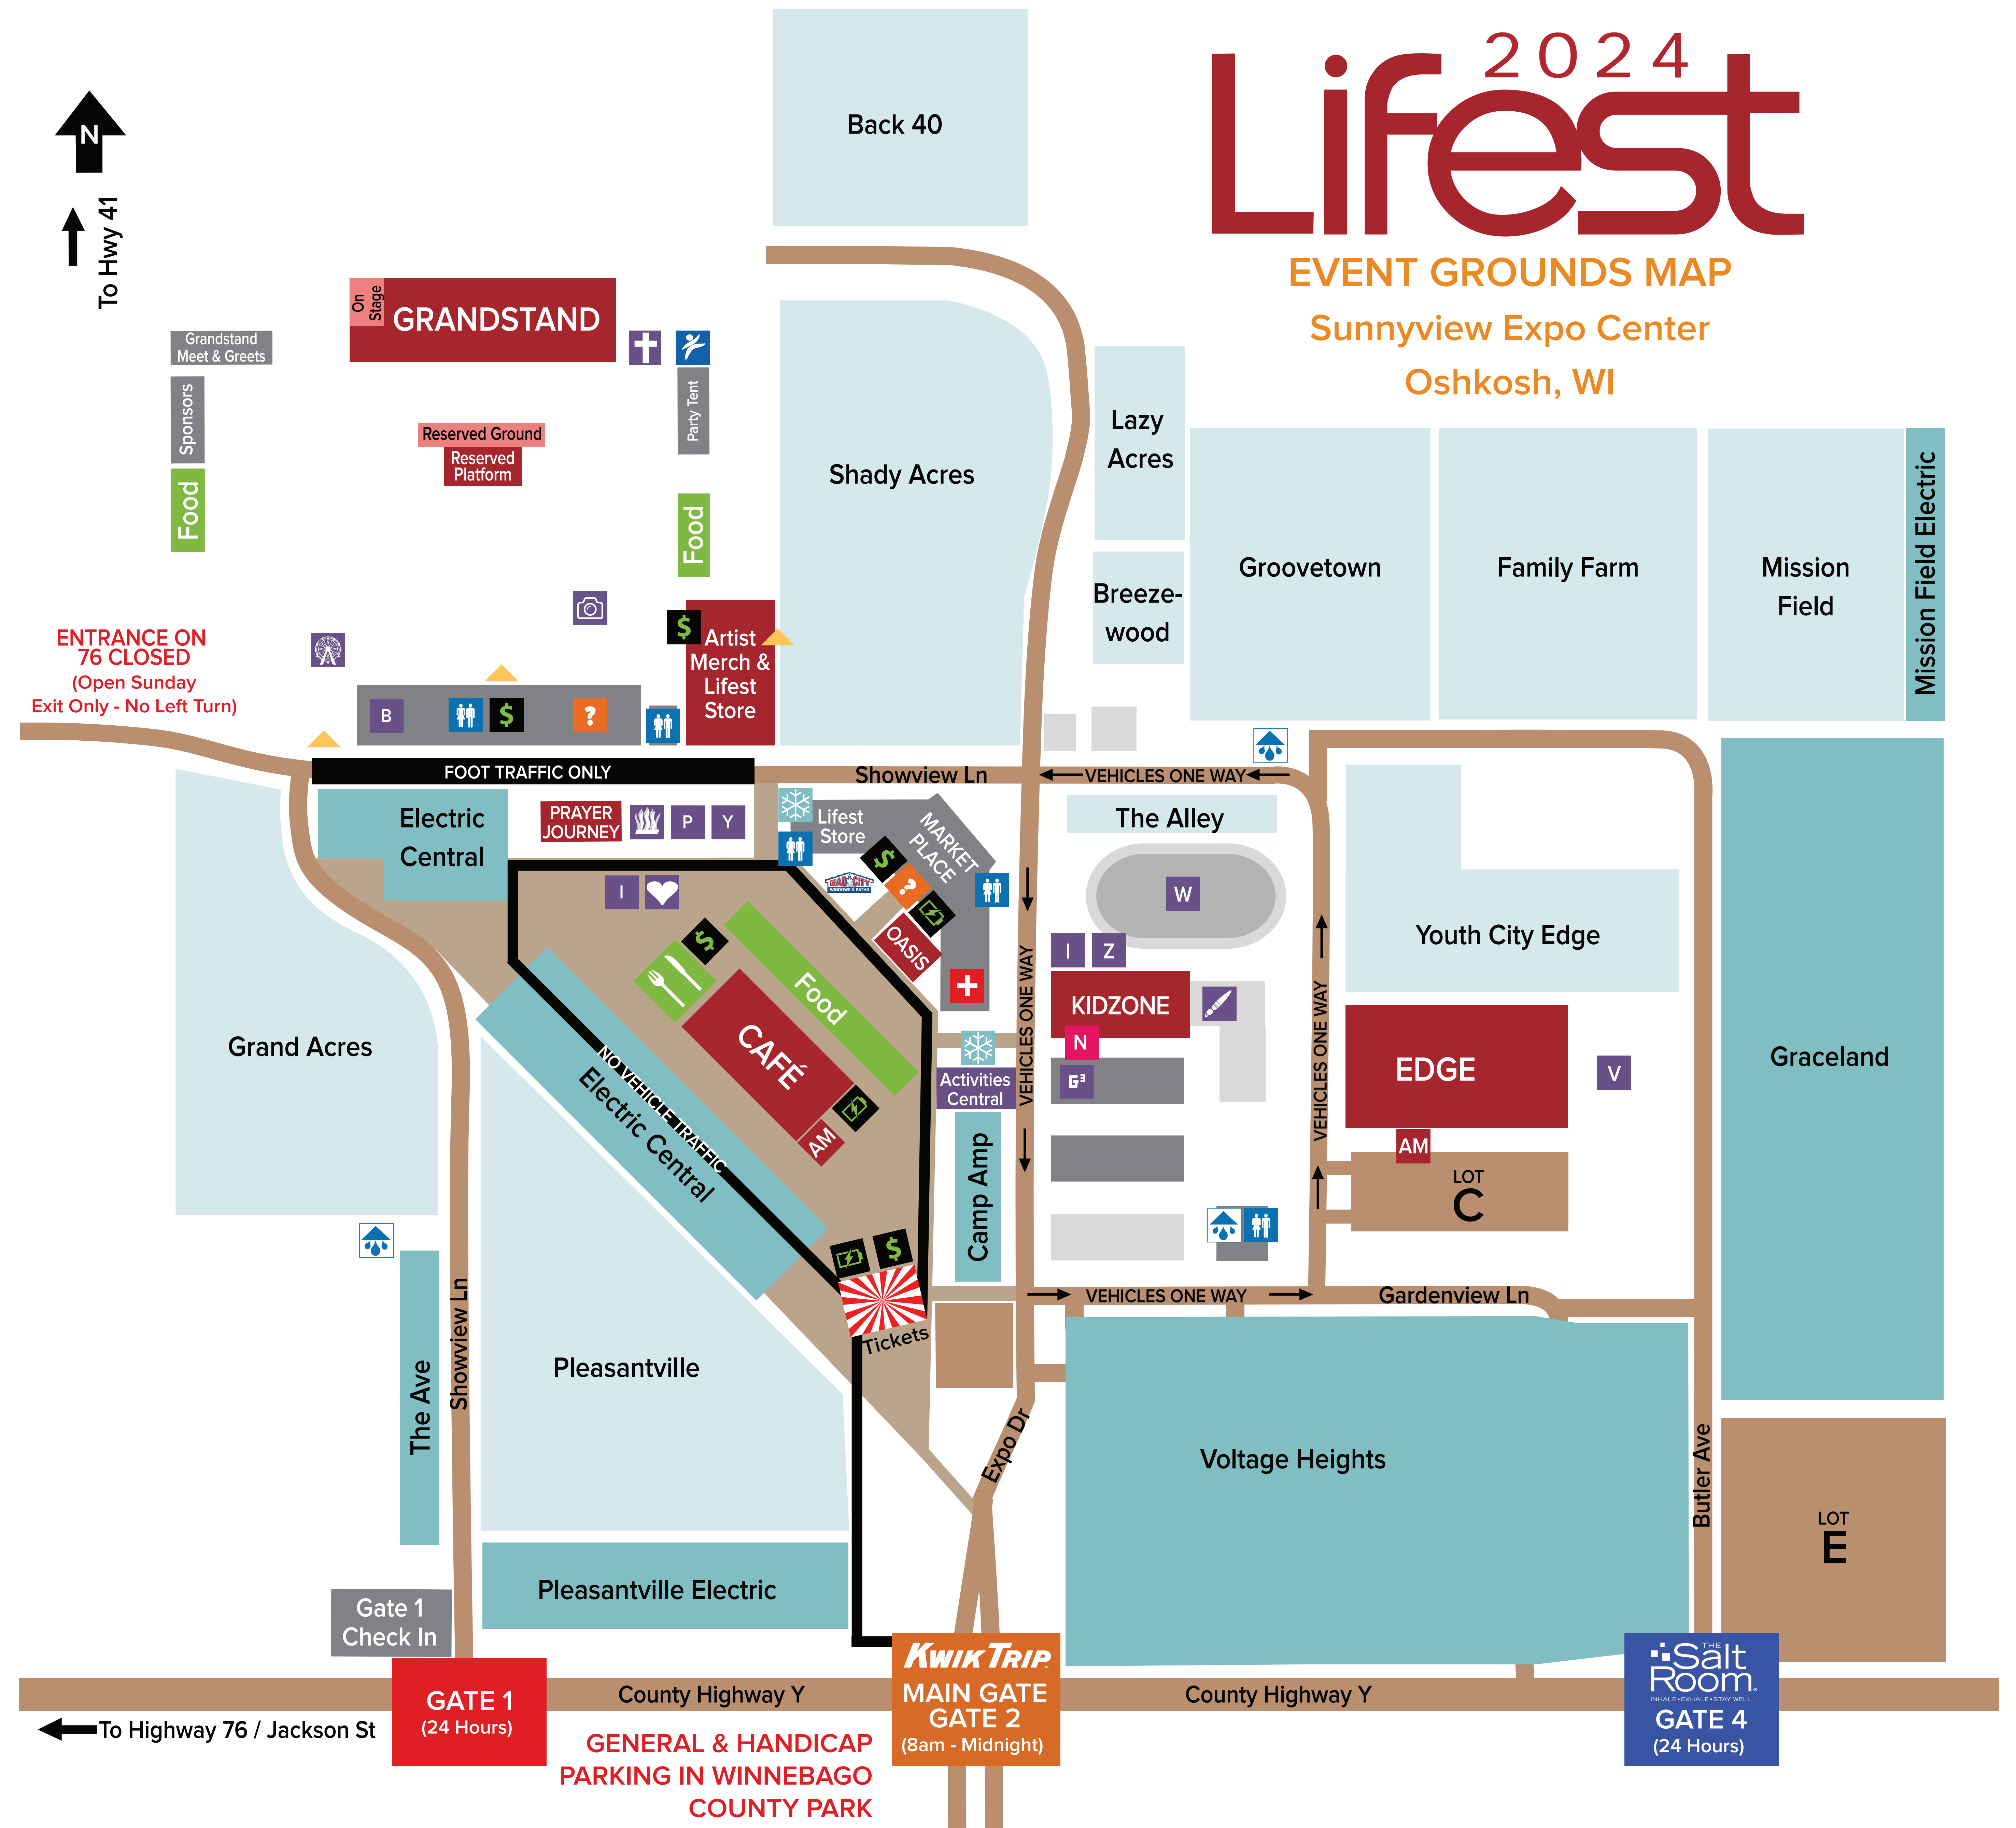 2024
Lifest
EVENT GROUNDS MAP
Sunnyview Expo Center
Oshkosh, WI
N
To Hwy 41
Back 40
On
Stage
GRANDSTAND
Grandstand
Meet & Greets
Sponsors
Food
Reserved Ground
Reserved
Platform
Party Tent
Food
Shady Acres
Lazy
Acres
Breeze-
wood
Groovetown
Family Farm
Mission
Field
Mission Field Electric
ENTRANCE ON
76 CLOSED
(Open Sunday
Exit Only - No Left Turn)
$
Artist
Merch &
Lifest
Store
B
$
?
FOOT TRAFFIC ONLY
Showview Ln
VEHICLES ONE WAY
Electric
Central
PRAYER
JOURNEY
P
Y
Lifest
Store
MARKET
PLACE
$
?
MAD CITY
WINDOWS & BATHS
OASIS
The Alley
W
I
$
Food
CAFÉ
AM
I
Z
KIDZONE
N
G³
VEHICLES ONE WAY
VEHICLES ONE WAY
Youth City Edge
EDGE
V
AM
LOT
C
Graceland
Grand Acres
NO VEHICLE TRAFFIC
Electric Central
Activities
Central
Camp Amp
$
Tickets
VEHICLES ONE WAY
Gardenview Ln
The Ave
Showview Ln
Pleasantville
Expo Dr
Voltage Heights
Butler Ave
LOT
E
Pleasantville Electric
Gate 1
Check In
GATE 1
(24 Hours)
County Highway Y
KWIK TRIP
MAIN GATE
GATE 2
(8am - Midnight)
County Highway Y
THE
Salt
Room
INHALE•EXHALE•STAY WELL
GATE 4
(24 Hours)
To Highway 76 / Jackson St
GENERAL & HANDICAP
PARKING IN WINNEBAGO
COUNTY PARK